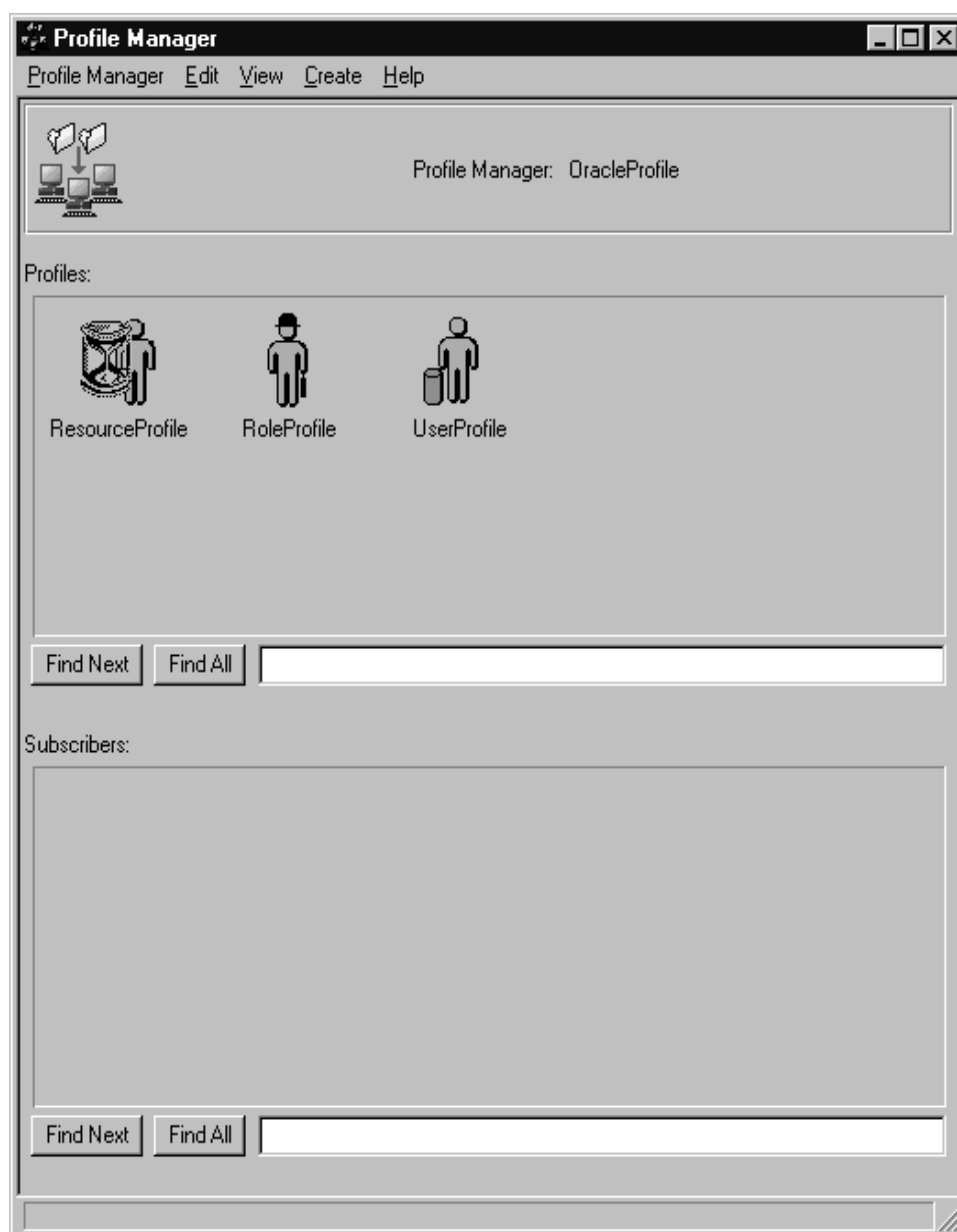 Profile Manager
Profile Manager Edit View Create Help
Profile Manager: OracleProfile
Profiles:
ResourceProfile RoleProfile UserProfile
Find Next Find All
Subscribers:
Find Next Find All